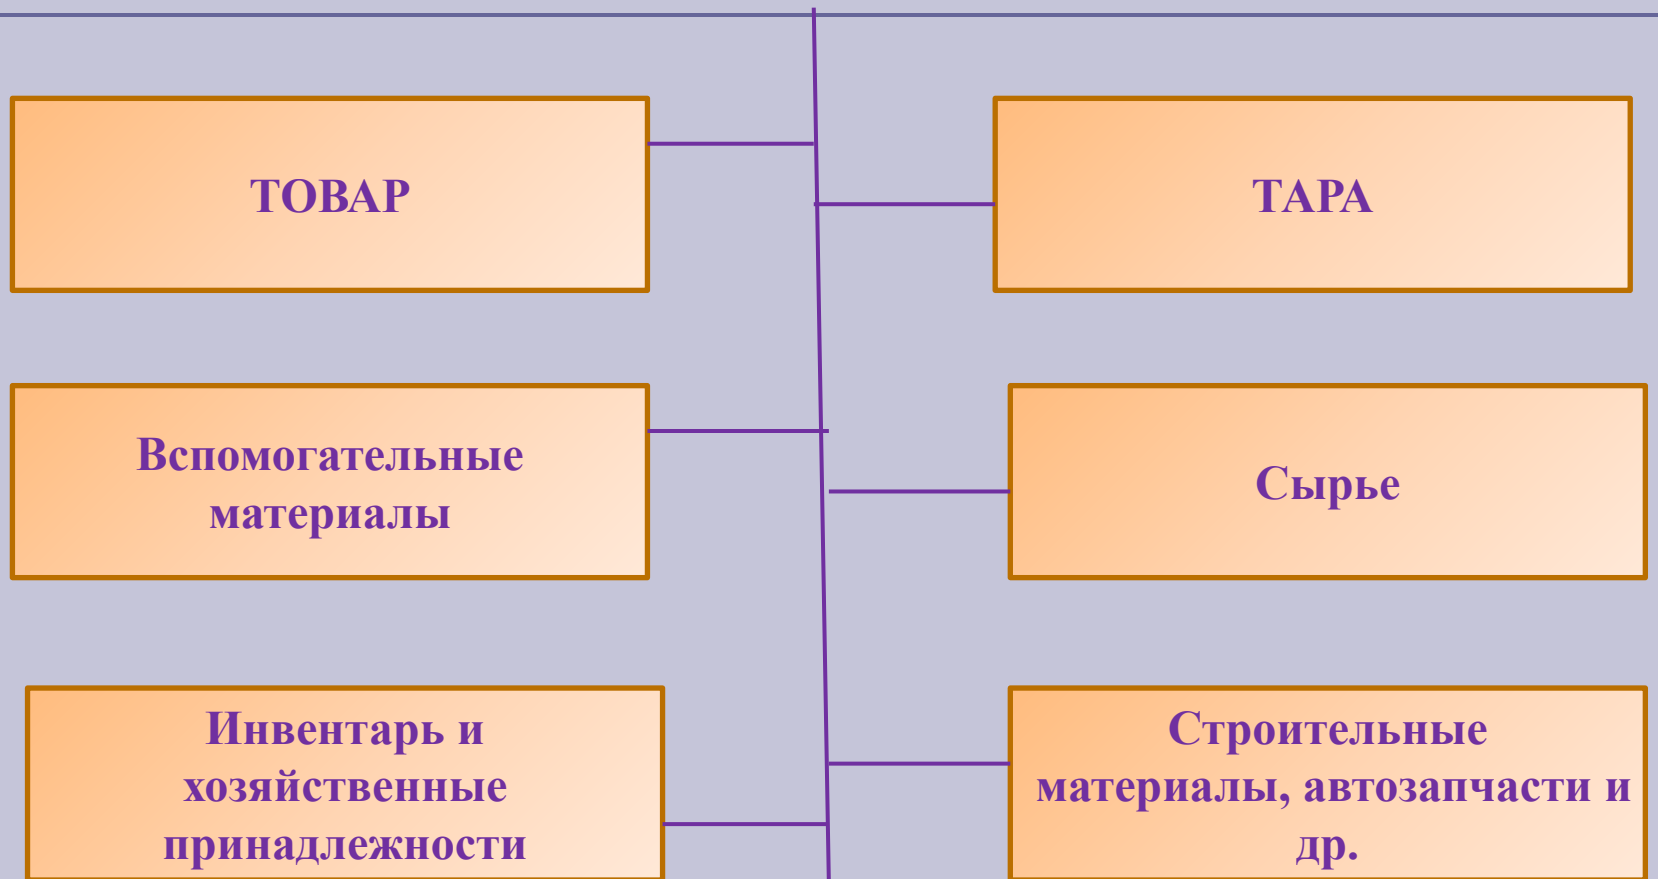 ТОВАР
ТАРА
Вспомогательные
материалы
Сырье
Инвентарь и
хозяйственные
принадлежности
Строительные
материалы, автозапчасти и
др.